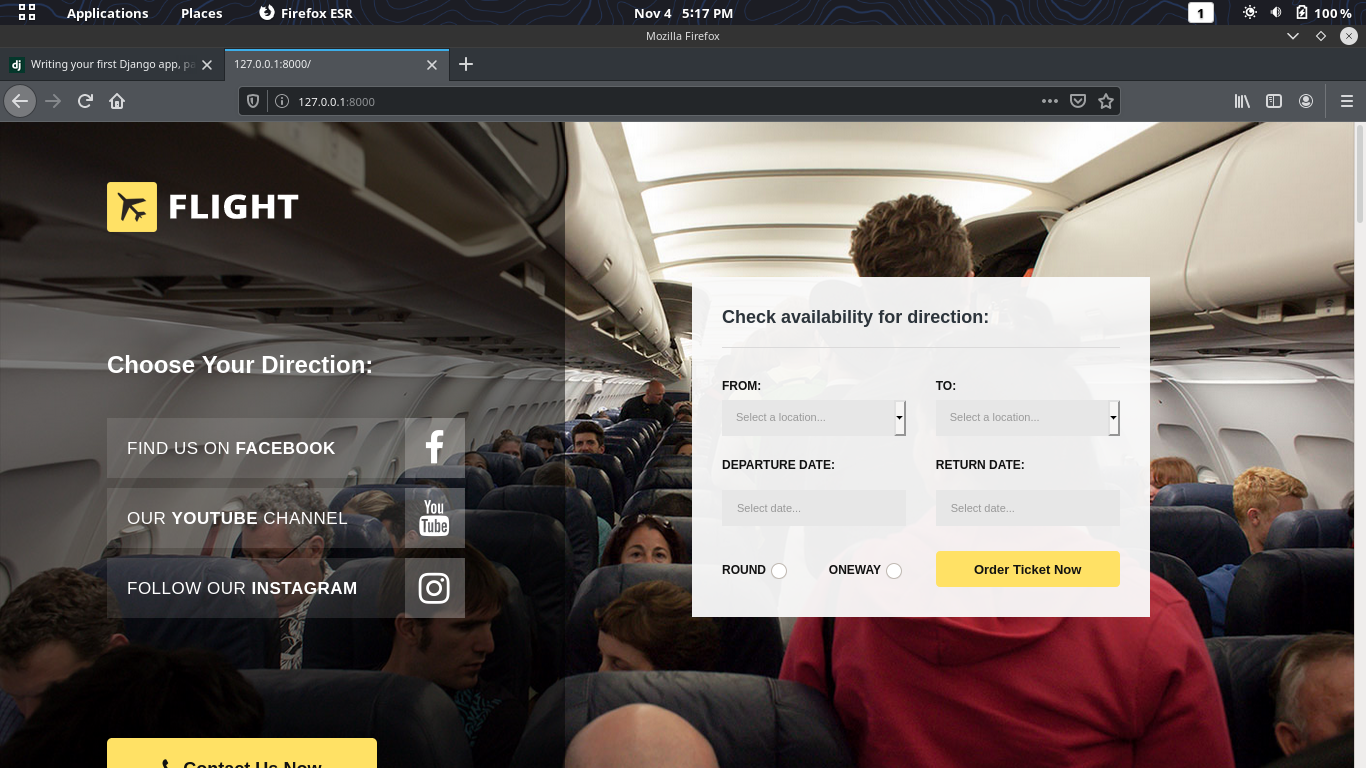 Applications Places Firefox ESR Nov 4 5:17 PM 1 100 %
Mozilla Firefox
dj Writing your first Django app, pa 127.0.0.1:8000/
127.0.0.1:8000
FLIGHT
Choose Your Direction:
FIND US ON FACEBOOK
OUR YOUTUBE CHANNEL You Tube
FOLLOW OUR INSTAGRAM
Contact Us Now
Check availability for direction:
FROM: TO:
Select a location... Select a location...
DEPARTURE DATE: RETURN DATE:
Select date... Select date...
ROUND ONEWAY Order Ticket Now